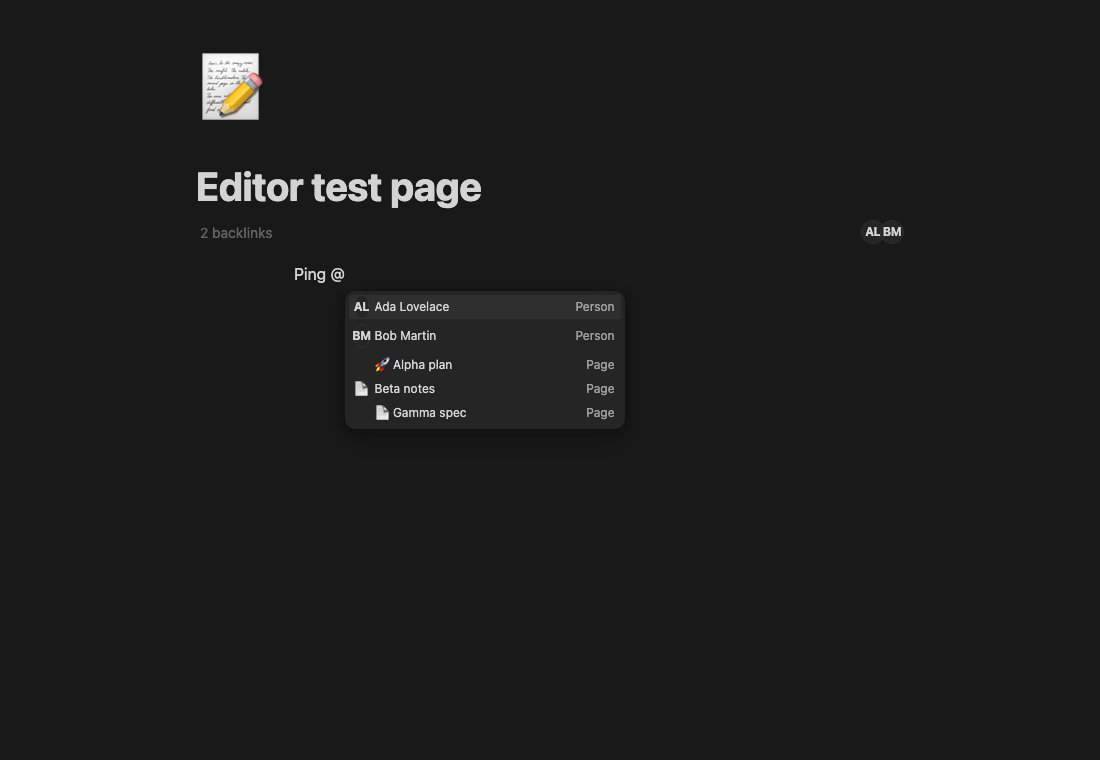 Editor test page
2 backlinks
AL BM
Ping @
AL Ada Lovelace Person
BM Bob Martin Person
Alpha plan Page
Beta notes Page
Gamma spec Page